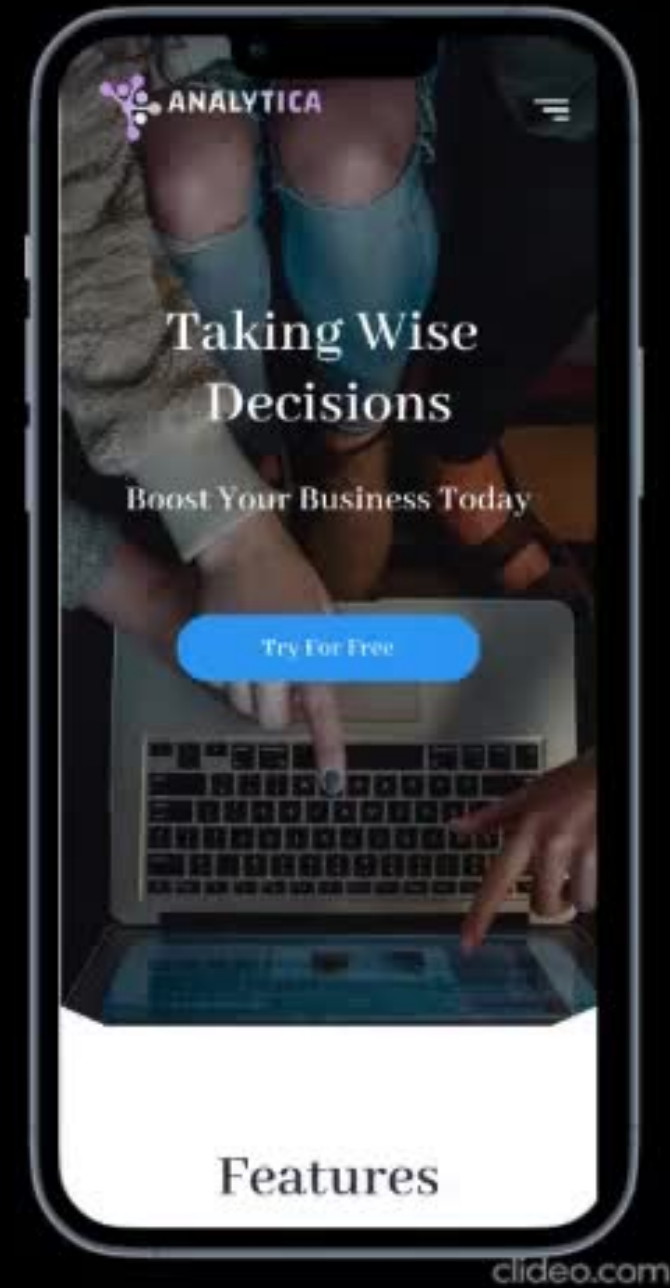 ANALYTICA
Taking Wise
Decisions
Boost Your Business Today
Try For Free
Features
clideo.com